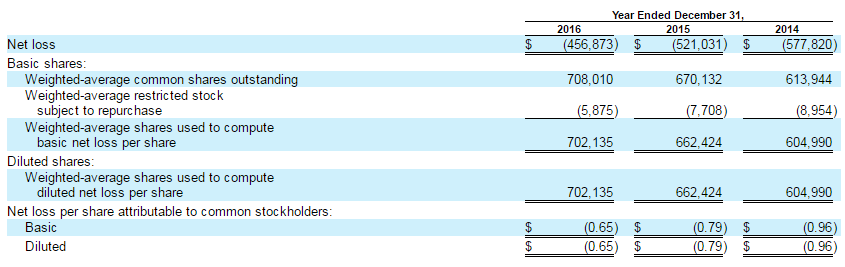 Year Ended December 31,
2016 2015 2014
Net loss $ (456,873) $ (521,031) $ (577,820)
Basic shares:
Weighted-average common shares outstanding 708,010 670,132 613,944
Weighted-average restricted stock
subject to repurchase (5,875) (7,708) (8,954)
Weighted-average shares used to compute
basic net loss per share 702,135 662,424 604,990
Diluted shares:
Weighted-average shares used to compute
diluted net loss per share 702,135 662,424 604,990
Net loss per share attributable to common stockholders:
Basic $ (0.65) $ (0.79) $ (0.96)
Diluted $ (0.65) $ (0.79) $ (0.96)